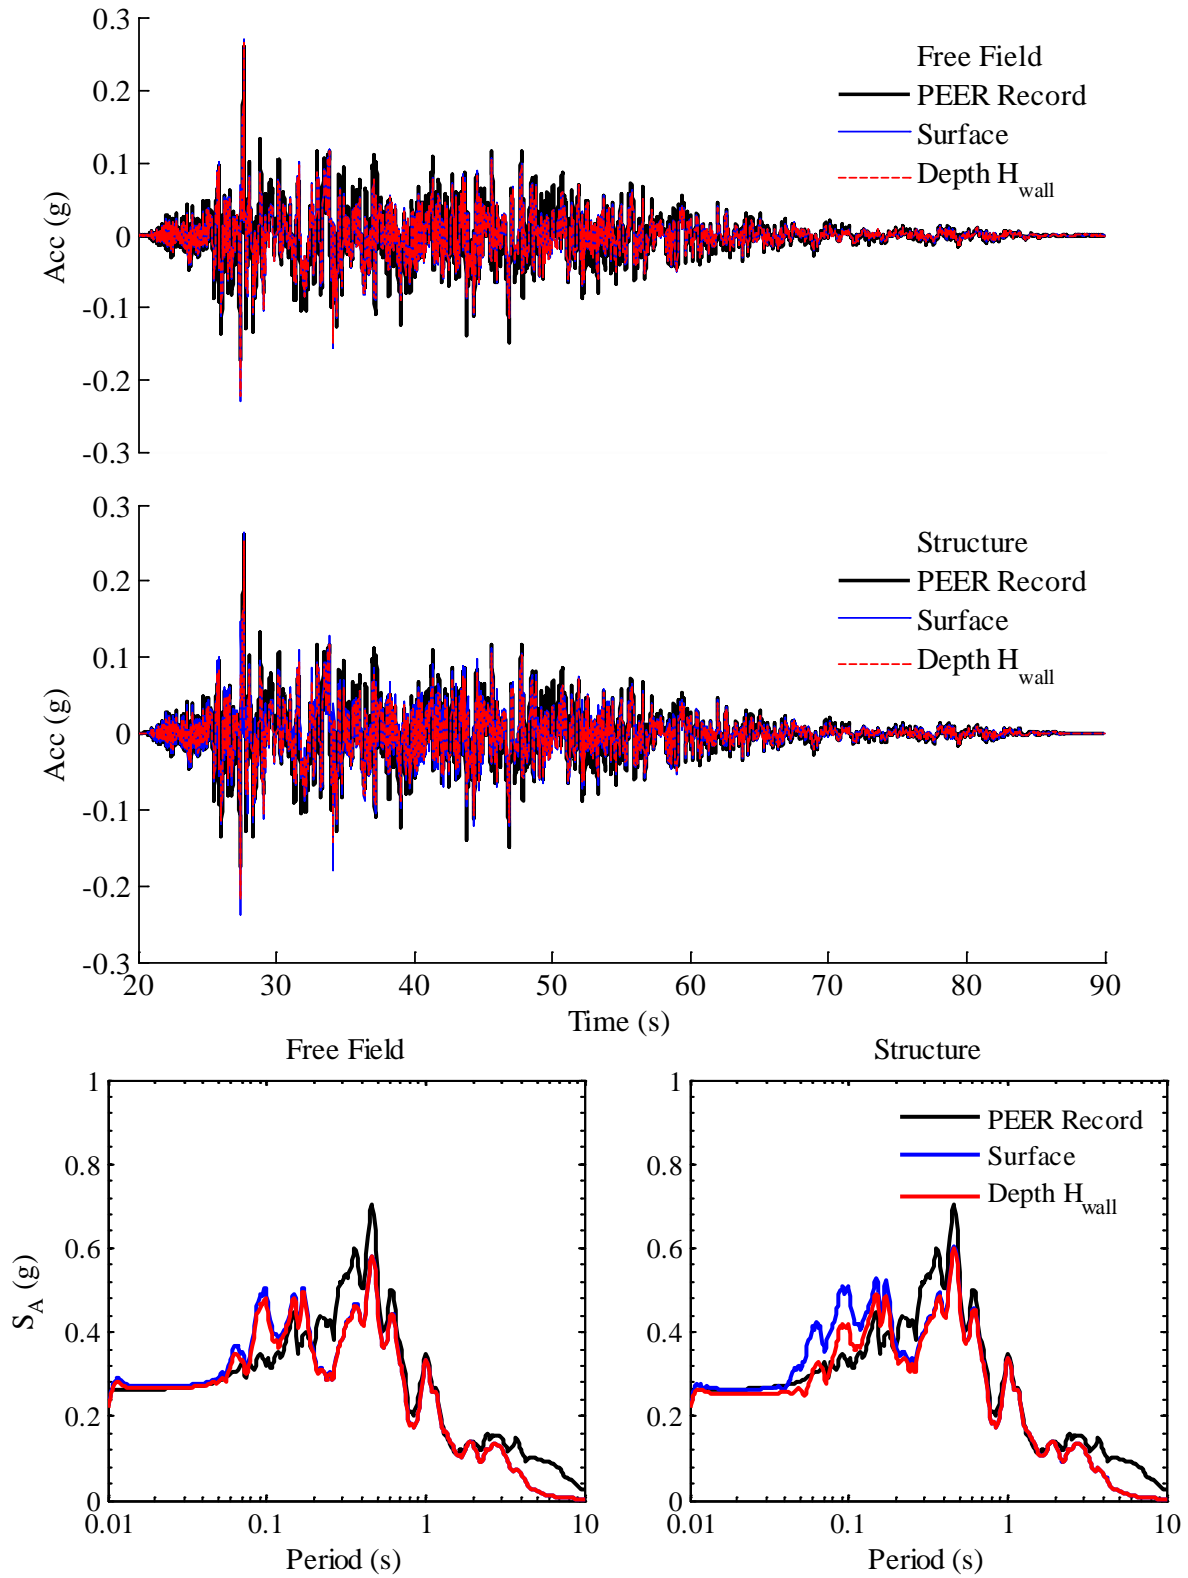 0.3
0.2
0.1
0
-0.1
-0.2
-0.3
Acc (g)
Free Field
PEER Record
Surface
Depth H_wall
0.3
0.2
0.1
0
-0.1
-0.2
-0.3
Acc (g)
Structure
PEER Record
Surface
Depth H_wall
20 30 40 50 60 70 80 90
Time (s)
Free Field
1
0.8
0.6
0.4
0.2
0
S_A (g)
0.01 0.1 1 10
Period (s)
Structure
1
0.8
0.6
0.4
0.2
0
PEER Record
Surface
Depth H_wall
0.01 0.1 1 10
Period (s)